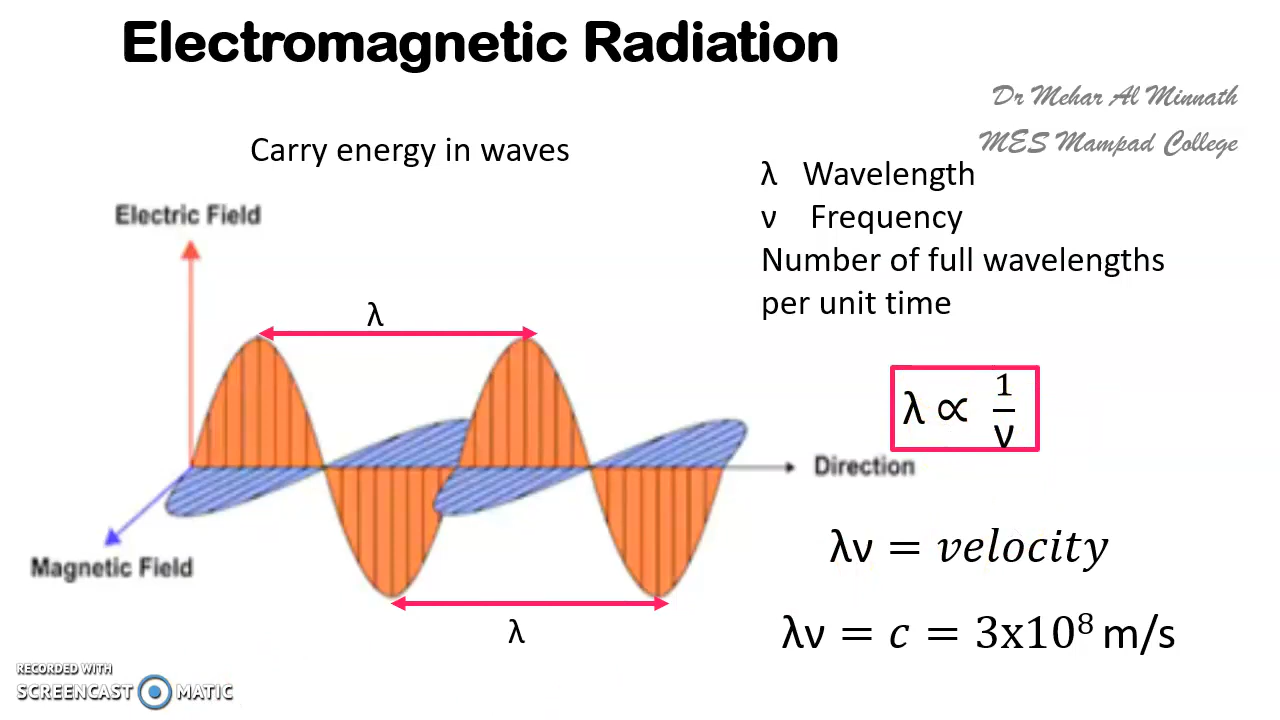 Electromagnetic Radiation
Dr Mehar Al Minnath
MES Mampad College
Carry energy in waves
λ Wavelength
ν Frequency
Number of full wavelengths
per unit time
Electric Field
λ
λ ∝ 1/ν
Direction
Magnetic Field
λν = velocity
λν = c = 3x10⁸ m/s
λ
RECORDED WITH
SCREENCAST MATIC